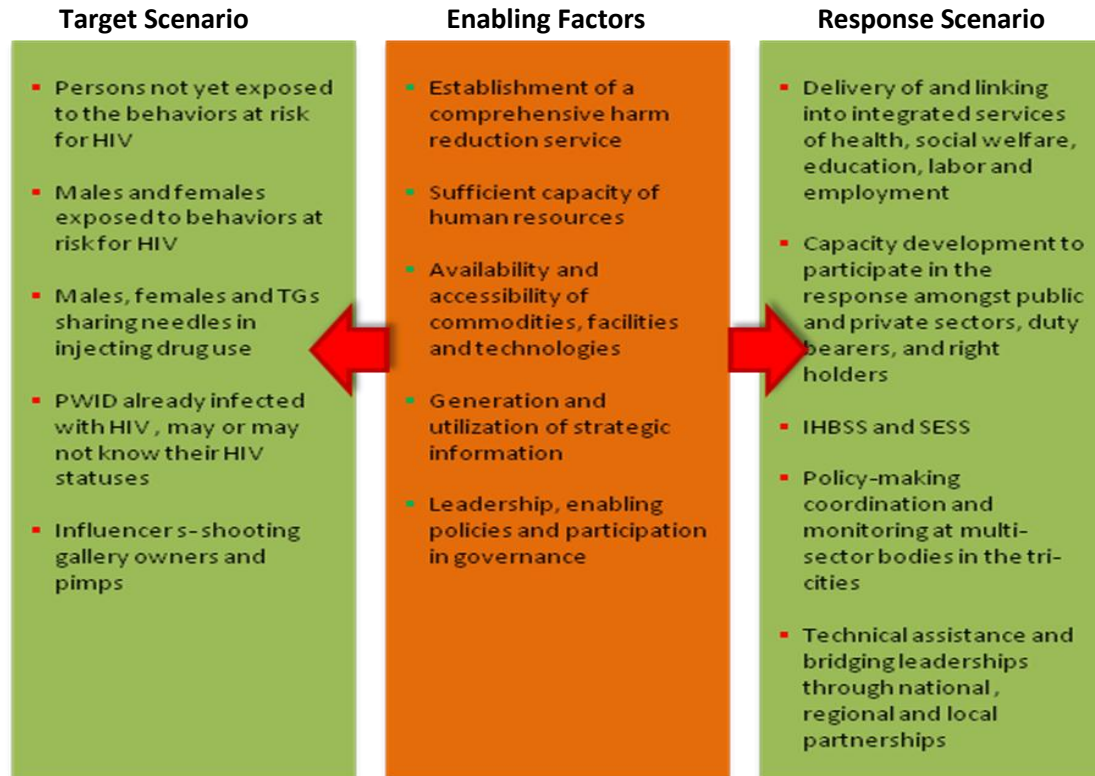 Target Scenario
Persons not yet exposed
to the behaviors at risk
for HIV
Males and females
exposed to behaviors at
risk for HIV
Males, females and TGs
sharing needles in
injecting drug use
PWID already infected
with HIV , may or may
not know their HIV
statuses
Influencers-shooting
gallery owners and
pimps
Enabling Factors
Establishment of a
comprehensive harm
reduction service
Sufficient capacity of
human resources
Availability and
accessibility of
commodities, facilities
and technologies
Generation and
utilization of strategic
information
Leadership, enabling
policies and participation
in governance
Response Scenario
Delivery of and linking
into integrated services
of health, social welfare,
education, labor and
employment
Capacity development to
participate in the
response amongst public
and private sectors, duty
bearers, and right
holders
IHBSS and SESS
Policy-making
coordination and
monitoring at multi-
sector bodies in the tri-
cities
Technical assistance and
bridging leaderships
through national ,
regional and local
partnerships